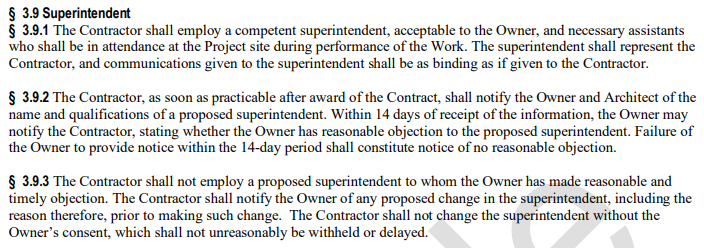 § 3.9 Superintendent
§ 3.9.1 The Contractor shall employ a competent superintendent, acceptable to the Owner, and necessary assistants
who shall be in attendance at the Project site during performance of the Work. The superintendent shall represent the
Contractor, and communications given to the superintendent shall be as binding as if given to the Contractor.
§ 3.9.2 The Contractor, as soon as practicable after award of the Contract, shall notify the Owner and Architect of the
name and qualifications of a proposed superintendent. Within 14 days of receipt of the information, the Owner may
notify the Contractor, stating whether the Owner has reasonable objection to the proposed superintendent. Failure of
the Owner to provide notice within the 14-day period shall constitute notice of no reasonable objection.
§ 3.9.3 The Contractor shall not employ a proposed superintendent to whom the Owner has made reasonable and
timely objection. The Contractor shall notify the Owner of any proposed change in the superintendent, including the
reason therefore, prior to making such change. The Contractor shall not change the superintendent without the
Owner's consent, which shall not unreasonably be withheld or delayed.